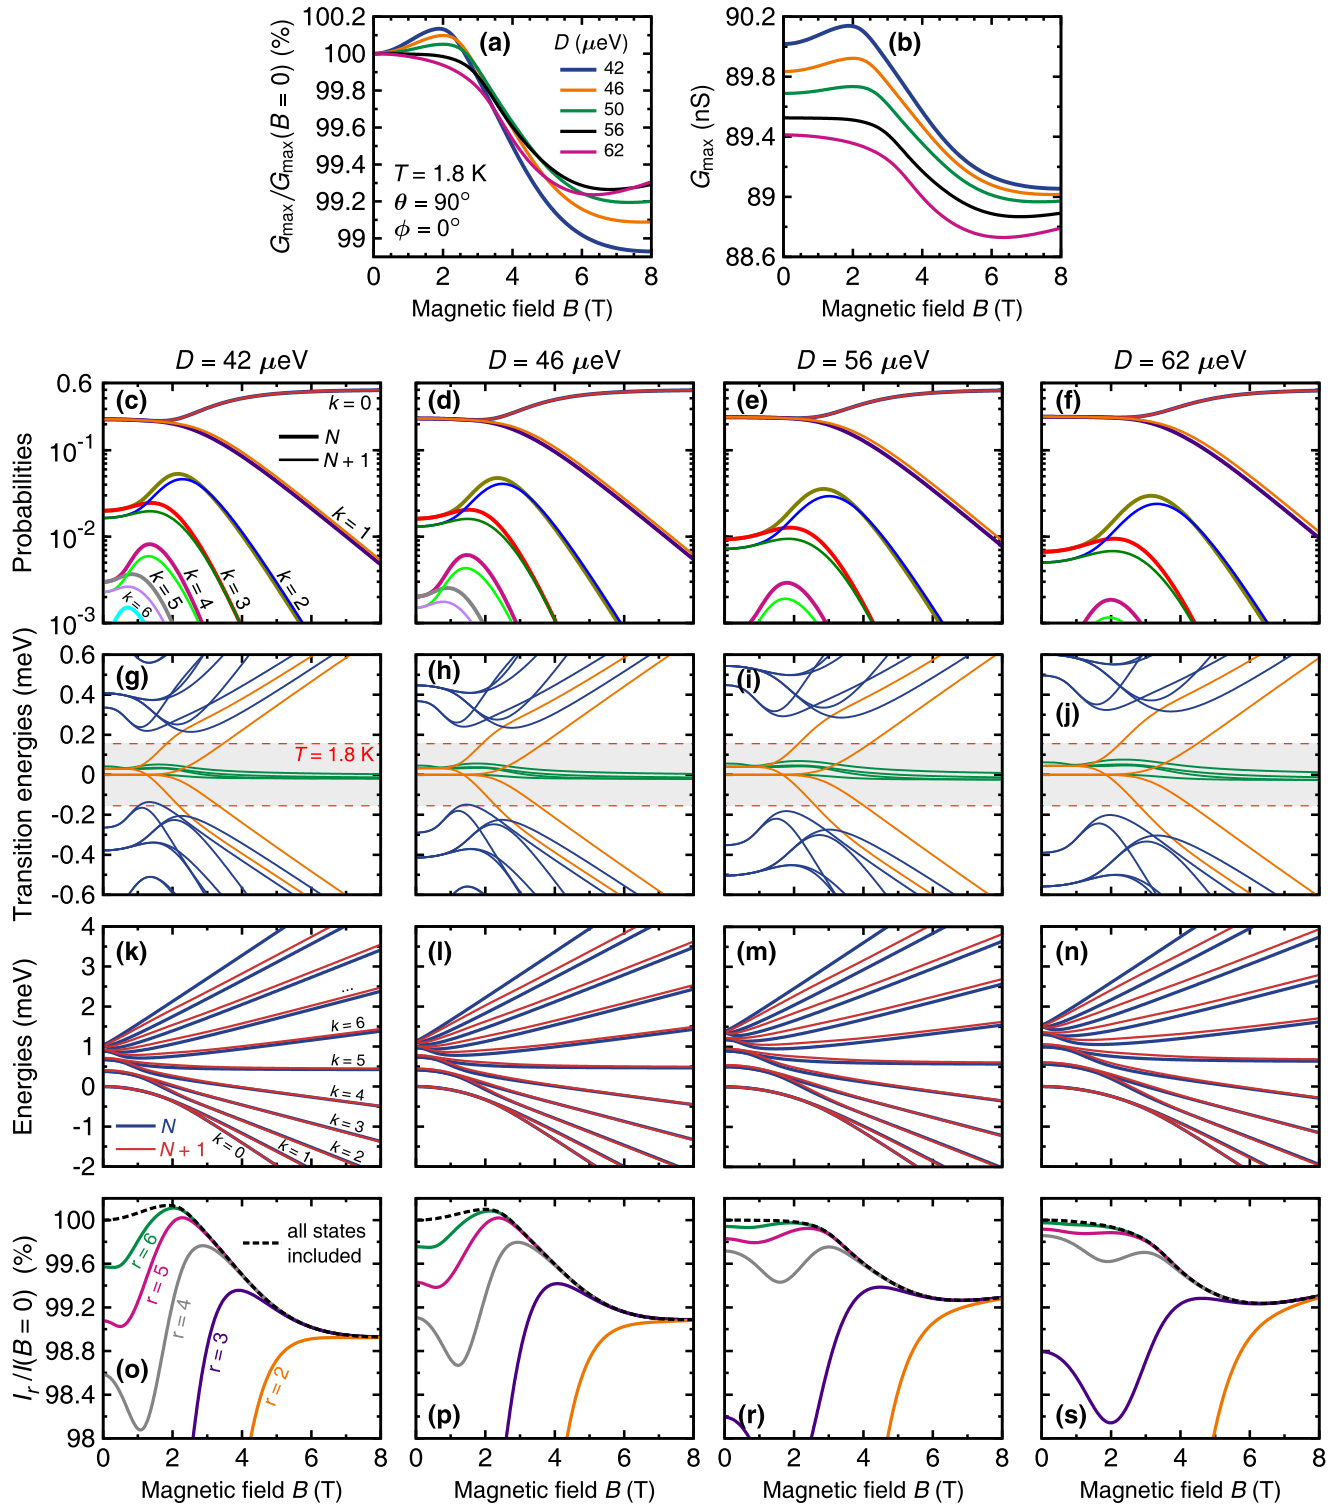 100.2
100
99.8
99.6
99.4
99.2
99
G_max/G_max(B = 0) (%)
(a)
D (μeV)
42
46
50
56
62
T = 1.8 K
θ = 90°
ϕ = 0°
0 2 4 6 8
Magnetic field B (T)
90.2
89.8
89.4
89
88.6
G_max (nS)
(b)
0 2 4 6 8
Magnetic field B (T)
D = 42 μeV
D = 46 μeV
D = 56 μeV
D = 62 μeV
Probabilities
0.6
10^-1
10^-2
10^-3
(c)
k = 0
N
N + 1
k = 1
k = 2
k = 3
k = 4
k = 5
k = 6
(d)
(e)
(f)
Transition energies (meV)
0.6
0.4
0.2
0
-0.2
-0.4
-0.6
(g)
T = 1.8 K
(h)
(i)
(j)
Energies (meV)
4
3
2
1
0
-1
-2
(k)
...
k = 6
k = 5
k = 4
k = 3
k = 2
k = 1
k = 0
N
N + 1
(l)
(m)
(n)
I_r/I(B = 0) (%)
100
99.6
99.2
98.8
98.4
98
(o)
r = 6
r = 5
r = 4
r = 3
r = 2
all states
included
(p)
(r)
(s)
0 2 4 6 8
0 2 4 6 8
0 2 4 6 8
0 2 4 6 8
Magnetic field B (T)
Magnetic field B (T)
Magnetic field B (T)
Magnetic field B (T)